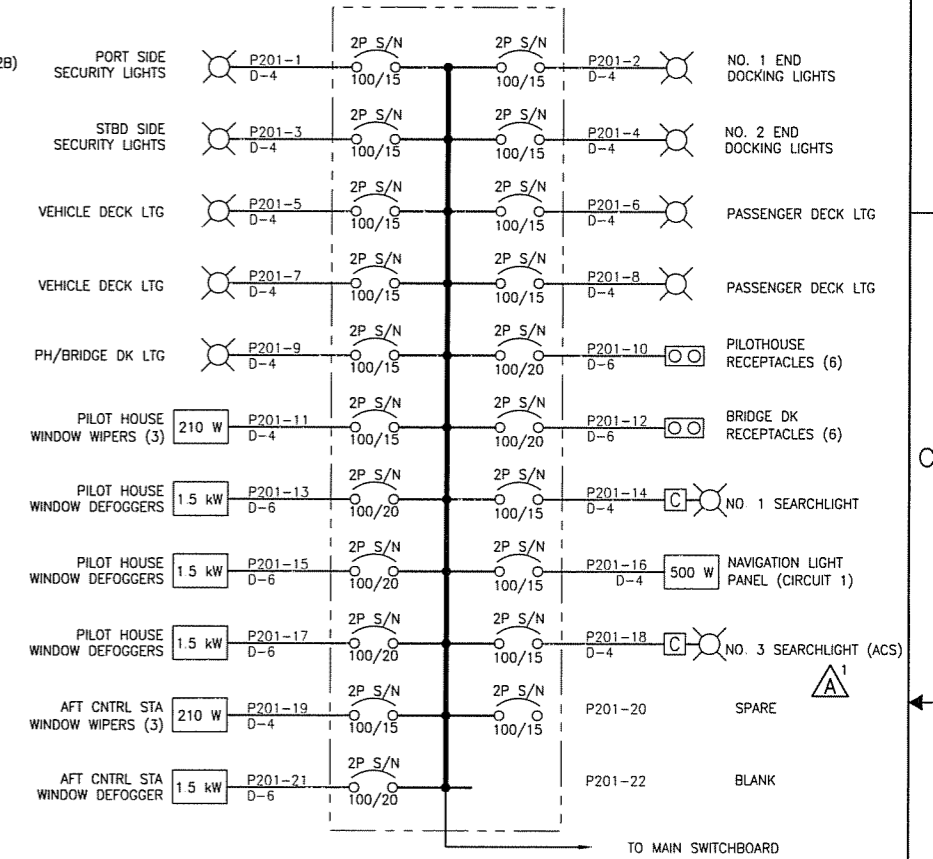 2B)
PORT SIDE
SECURITY LIGHTS
P201-1
D-4
2P S/N
100/15
2P S/N
100/15
P201-2
D-4
NO. 1 END
DOCKING LIGHTS
STBD SIDE
SECURITY LIGHTS
P201-3
D-4
2P S/N
100/15
2P S/N
100/15
P201-4
D-4
NO. 2 END
DOCKING LIGHTS
VEHICLE DECK LTG
P201-5
D-4
2P S/N
100/15
2P S/N
100/15
P201-6
D-4
PASSENGER DECK LTG
VEHICLE DECK LTG
P201-7
D-4
2P S/N
100/15
2P S/N
100/15
P201-8
D-4
PASSENGER DECK LTG
PH/BRIDGE DK LTG
P201-9
D-4
2P S/N
100/15
2P S/N
100/20
P201-10
D-6
PILOTHOUSE
RECEPTACLES (6)
PILOT HOUSE
WINDOW WIPERS (3)
210 W
P201-11
D-4
2P S/N
100/15
2P S/N
100/20
P201-12
D-6
BRIDGE DK
RECEPTACLES (6)
C
PILOT HOUSE
WINDOW DEFOGGERS
1.5 kW
P201-13
D-6
2P S/N
100/20
2P S/N
100/15
P201-14
D-4
C
NO. 1 SEARCHLIGHT
PILOT HOUSE
WINDOW DEFOGGERS
1.5 kW
P201-15
D-6
2P S/N
100/20
2P S/N
100/15
P201-16
D-4
500 W
NAVIGATION LIGHT
PANEL (CIRCUIT 1)
PILOT HOUSE
WINDOW DEFOGGERS
1.5 kW
P201-17
D-6
2P S/N
100/20
2P S/N
100/15
P201-18
D-4
C
NO. 3 SEARCHLIGHT (ACS)
A 1
AFT CNTRL STA
WINDOW WIPERS (3)
210 W
P201-19
D-4
2P S/N
100/15
2P S/N
100/15
P201-20
SPARE
AFT CNTRL STA
WINDOW DEFOGGER
1.5 kW
P201-21
D-6
2P S/N
100/20
P201-22
BLANK
TO MAIN SWITCHBOARD